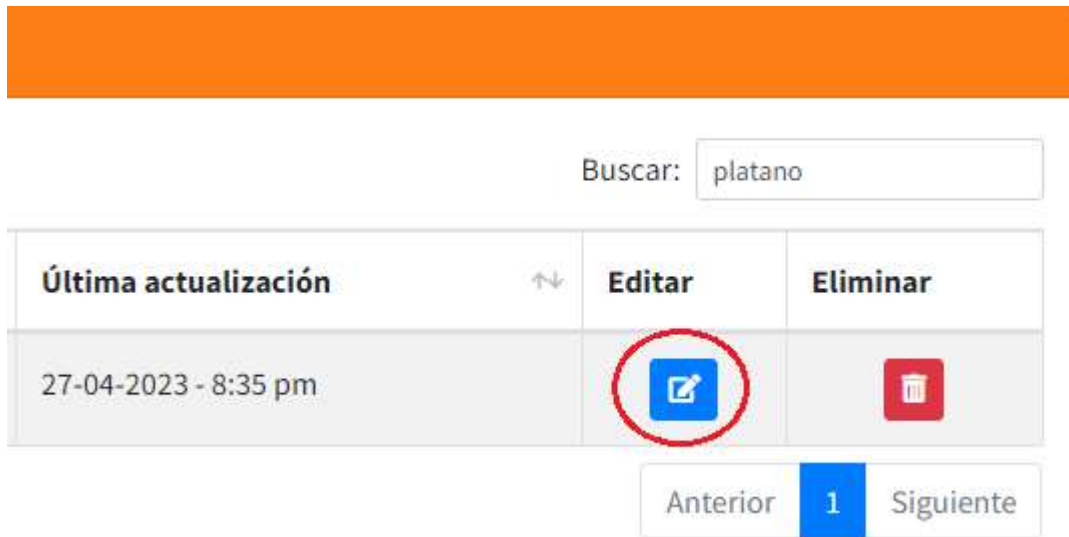 Buscar: platano
Última actualización Editar Eliminar
27-04-2023 - 8:35 pm
Anterior 1 Siguiente